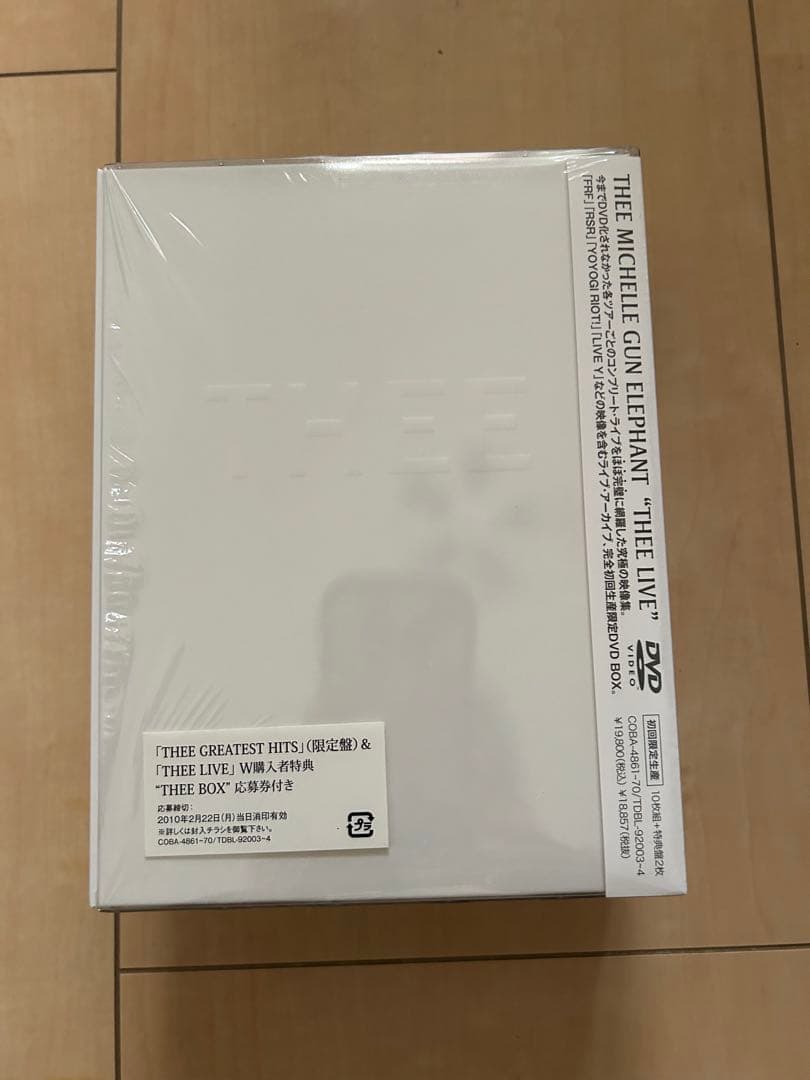 THEE
THEE MICHELLE GUN ELEPHANT “THEE LIVE”
今までDVD化されなかった各ツアーごとのコンプリート・ライブをほぼ完璧に網羅した究極の映像集。
「FRF」「RSR」「YOYOGI RIOT!」「LIVE Y」などの映像を含むライブ・アーカイブ、完全初回生産限定DVD BOX。
DVD
VIDEO
初回限定生産 10枚組+特典盤2枚
COBA-4861~70/TDBL-92003~4
¥19,800(税込) ¥18,857(税抜)
「THEE GREATEST HITS」(限定盤)&
「THEE LIVE」 W購入者特典
“THEE BOX” 応募券付き
応募締切:
2010年2月22日(月)当日消印有効
※詳しくは封入チラシを御覧下さい。
COBA-4861~70/TDBL-92003~4
プラ